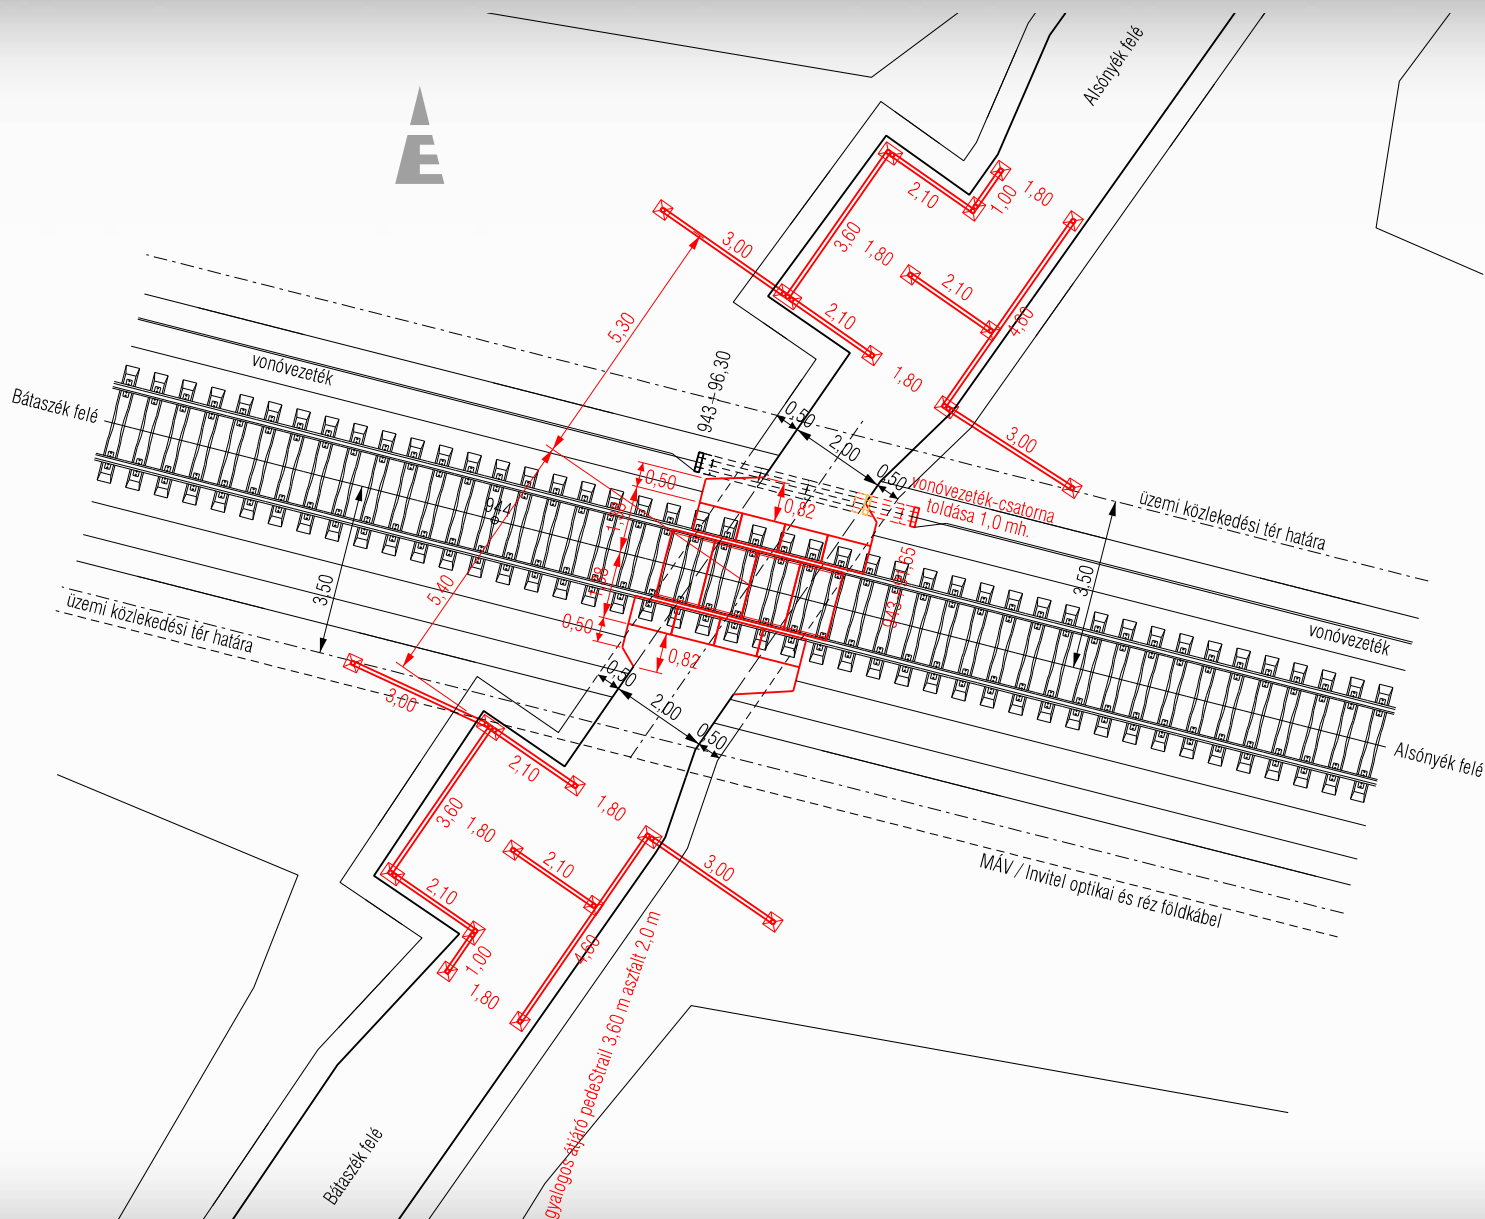 Alsónyék felé
É
2,10
1,00
1,80
3,00
3,60
1,80
2,10
5,30
2,10
4,60
1,80
vonóvezeték
943+96,30
0,50
2,00
0,50
3,00
Bátaszék felé
0,50
0,82
vonóvezeték-csatorna
toldása 1,0 mh.
üzemi közlekedési tér határa
944
3,50
5,40
0,50
0,82
3,50
vonóvezeték
üzemi közlekedési tér határa
3,00
0,50
2,00
0,50
Alsónyék felé
2,10
1,80
3,60
1,80
2,10
3,00
2,10
4,60
1,00
1,80
MÁV / Invitel optikai és réz földkábel
gyalogos átjáró pedeStrail 3,60 m aszfalt 2,0 m
Bátaszék felé